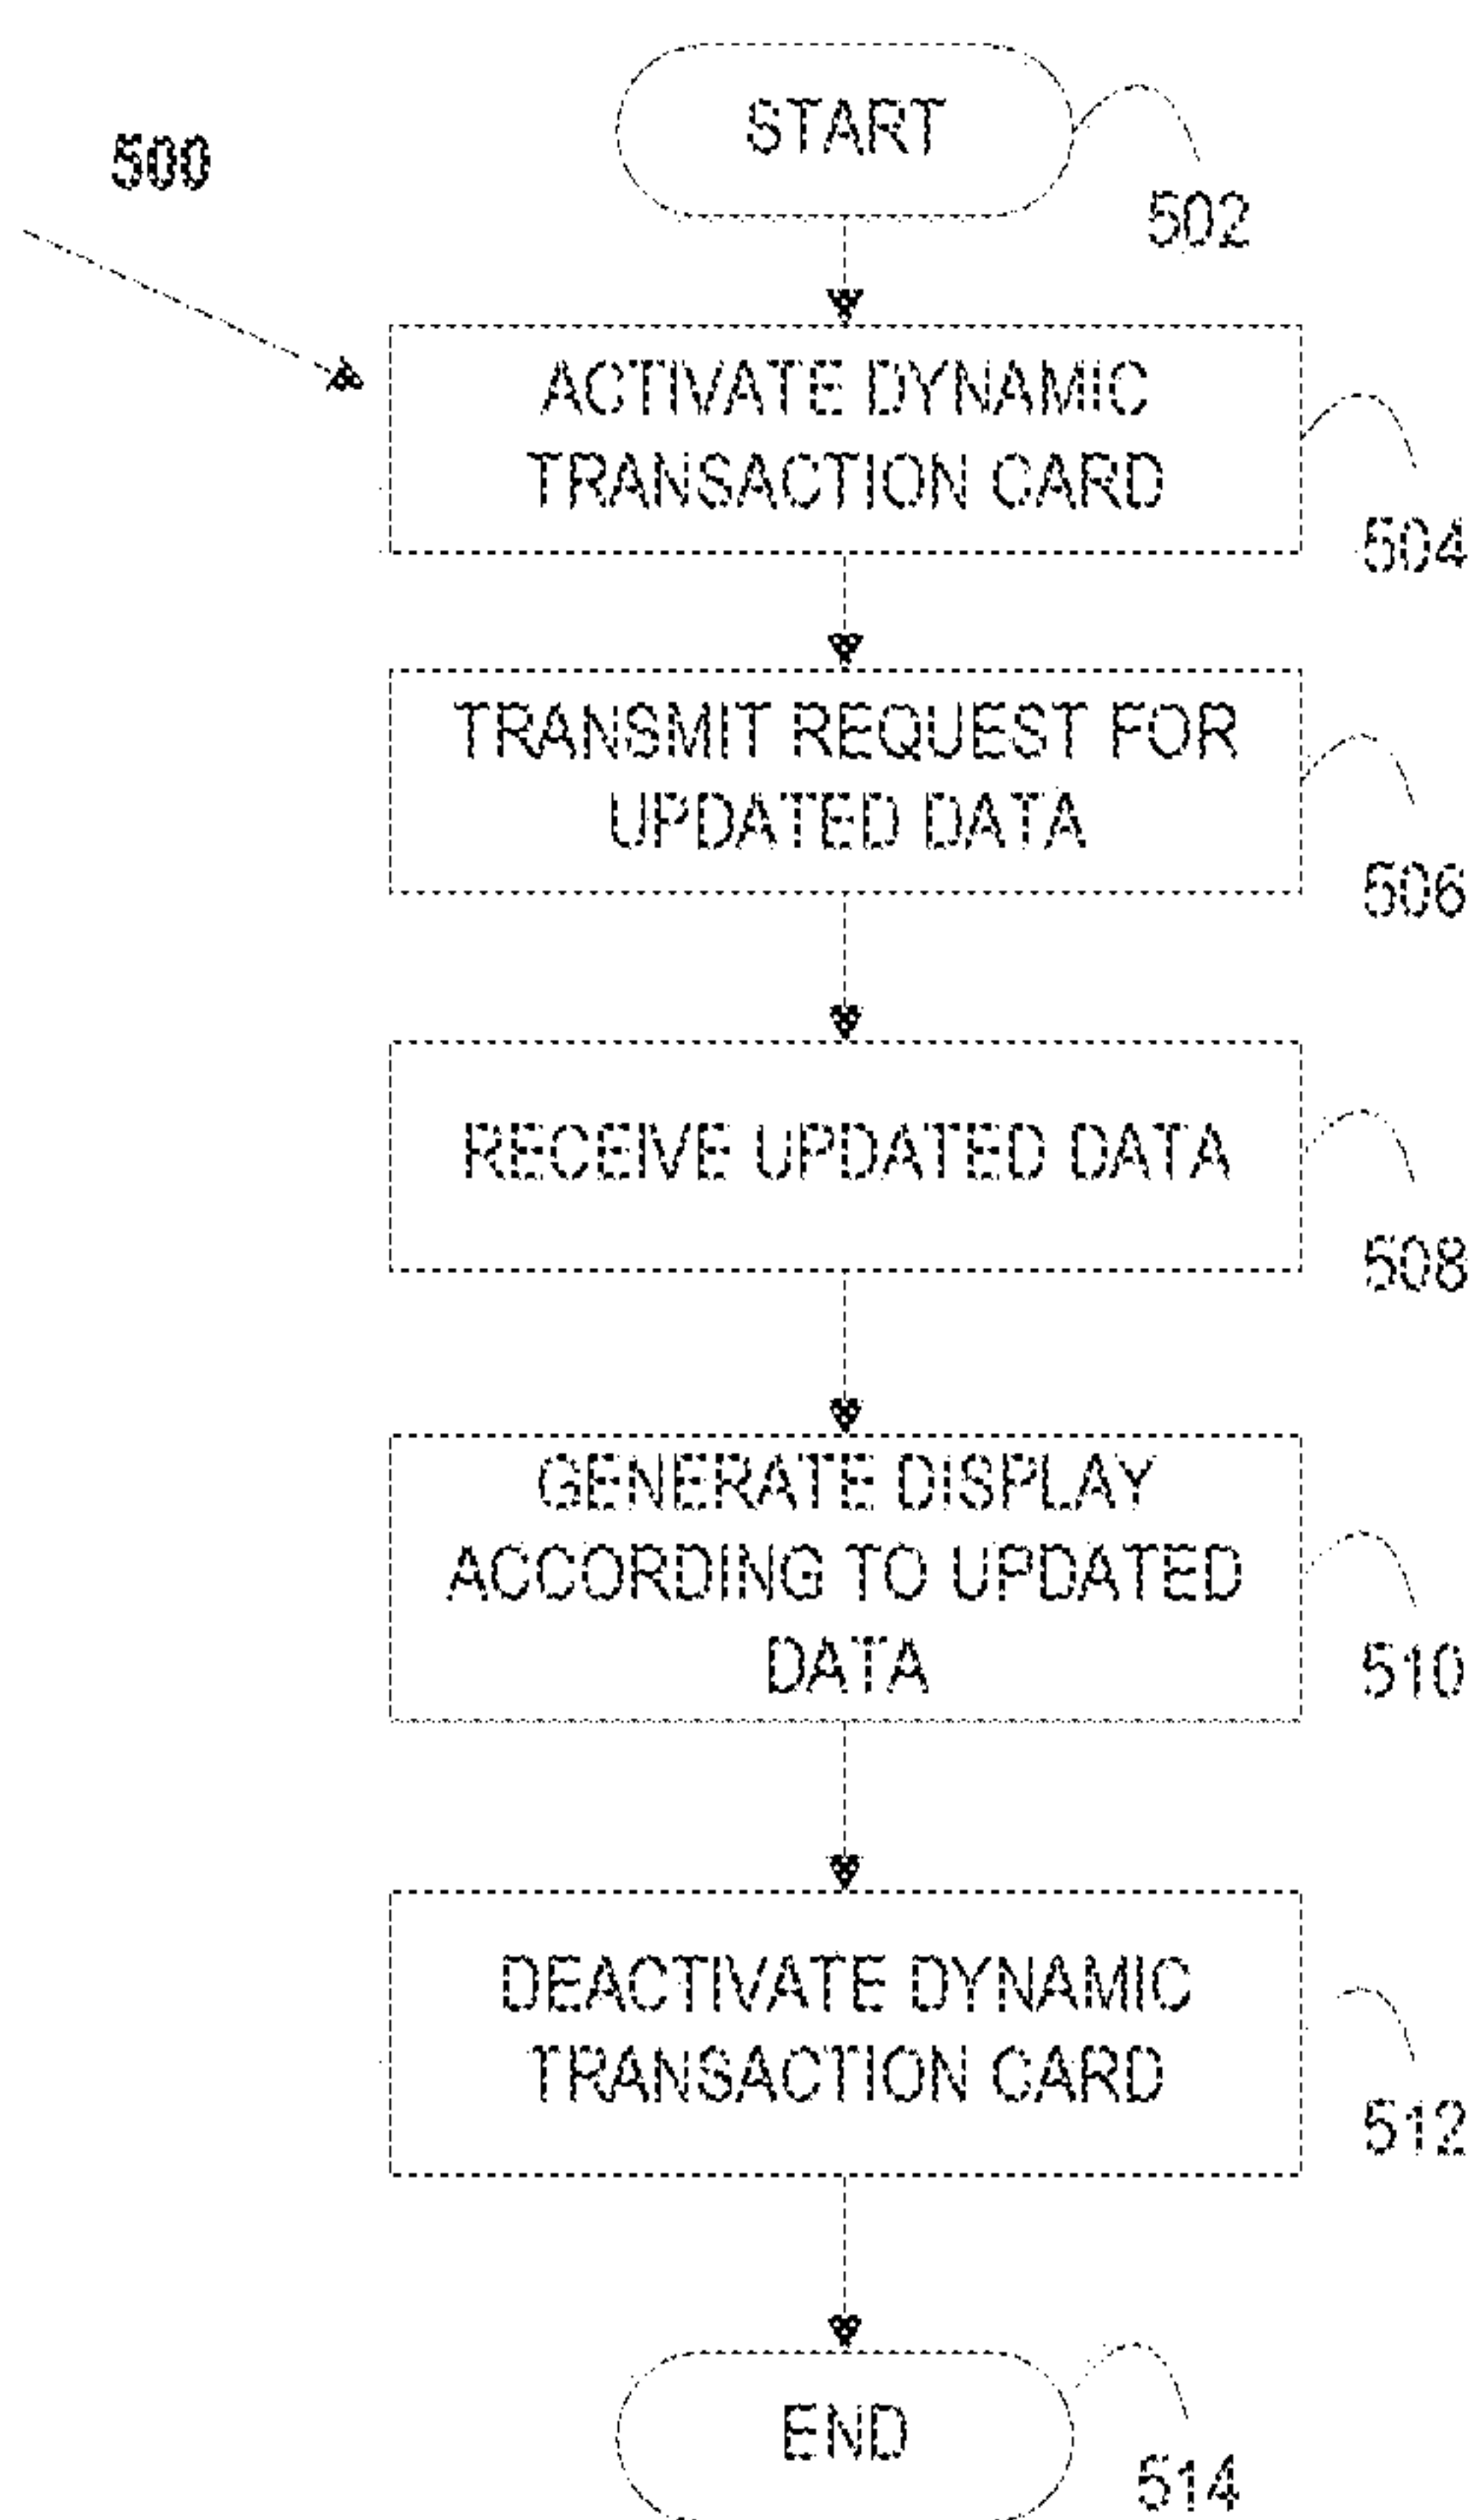 START
500
502
ACTIVATE DYNAMIC
TRANSACTION CARD
504
TRANSMIT REQUEST FOR
UPDATED DATA
506
RECEIVE UPDATED DATA
508
GENERATE DISPLAY
ACCORDING TO UPDATED
DATA
510
DEACTIVATE DYNAMIC
TRANSACTION CARD
512
END
514